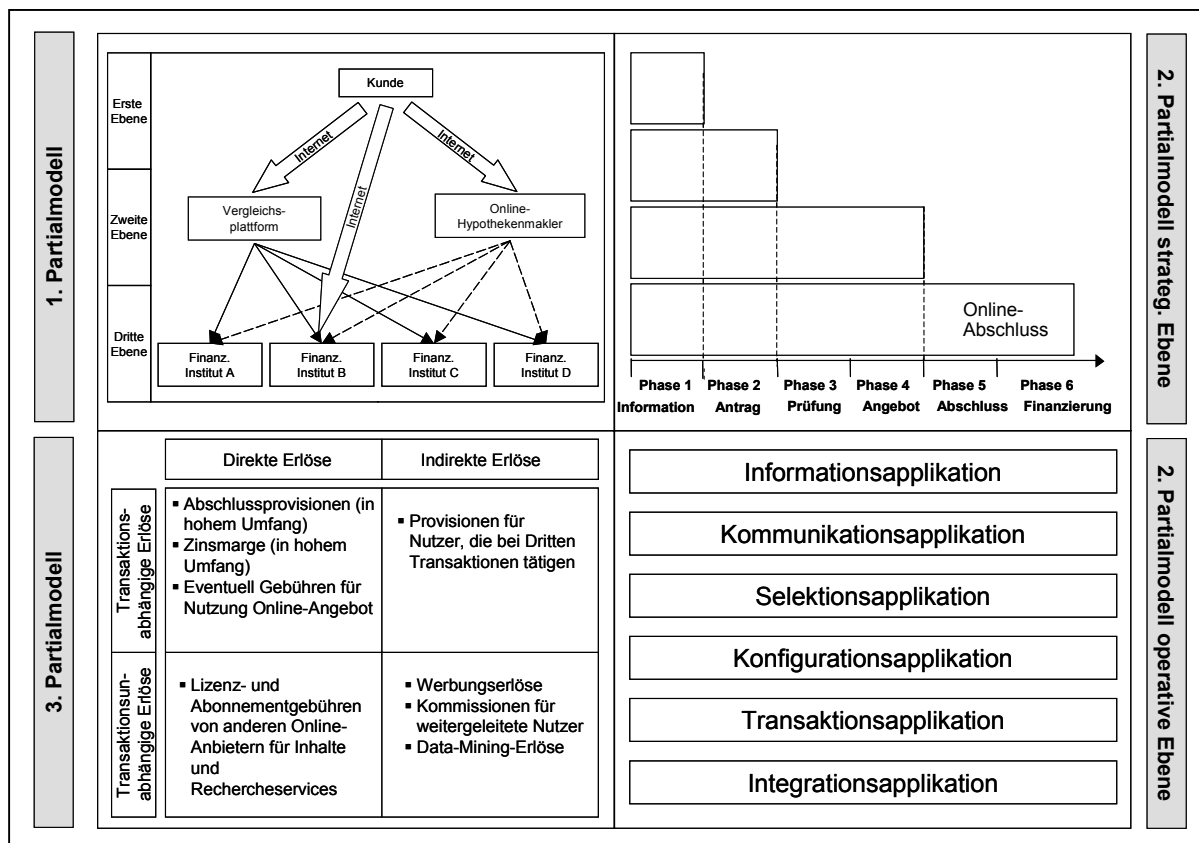 1. Partialmodell
Erste
Ebene
Zweite
Ebene
Dritte
Ebene
Kunde
Internet
Internet
Internet
Vergleichs-
plattform
Online-
Hypothekenmakler
Finanz.
Institut A
Finanz.
Institut B
Finanz.
Institut C
Finanz.
Institut D
Online-
Abschluss
Phase 1
Information
Phase 2
Antrag
Phase 3
Prüfung
Phase 4
Angebot
Phase 5
Abschluss
Phase 6
Finanzierung
2. Partialmodell strateg. Ebene
3. Partialmodell
Direkte Erlöse
Indirekte Erlöse
Transaktions-
abhängige Erlöse
▪ Abschlussprovisionen (in
hohem Umfang)
▪ Zinsmarge (in hohem
Umfang)
▪ Eventuell Gebühren für
Nutzung Online-Angebot
▪ Provisionen für
Nutzer, die bei Dritten
Transaktionen tätigen
Transaktionsun-
abhängige Erlöse
▪ Lizenz- und
Abonnementgebühren
von anderen Online-
Anbietern für Inhalte
und
Rechercheservices
▪ Werbungserlöse
▪ Kommissionen für
weitergeleitete Nutzer
▪ Data-Mining-Erlöse
Informationsapplikation
Kommunikationsapplikation
Selektionsapplikation
Konfigurationsapplikation
Transaktionsapplikation
Integrationsapplikation
2. Partialmodell operative Ebene